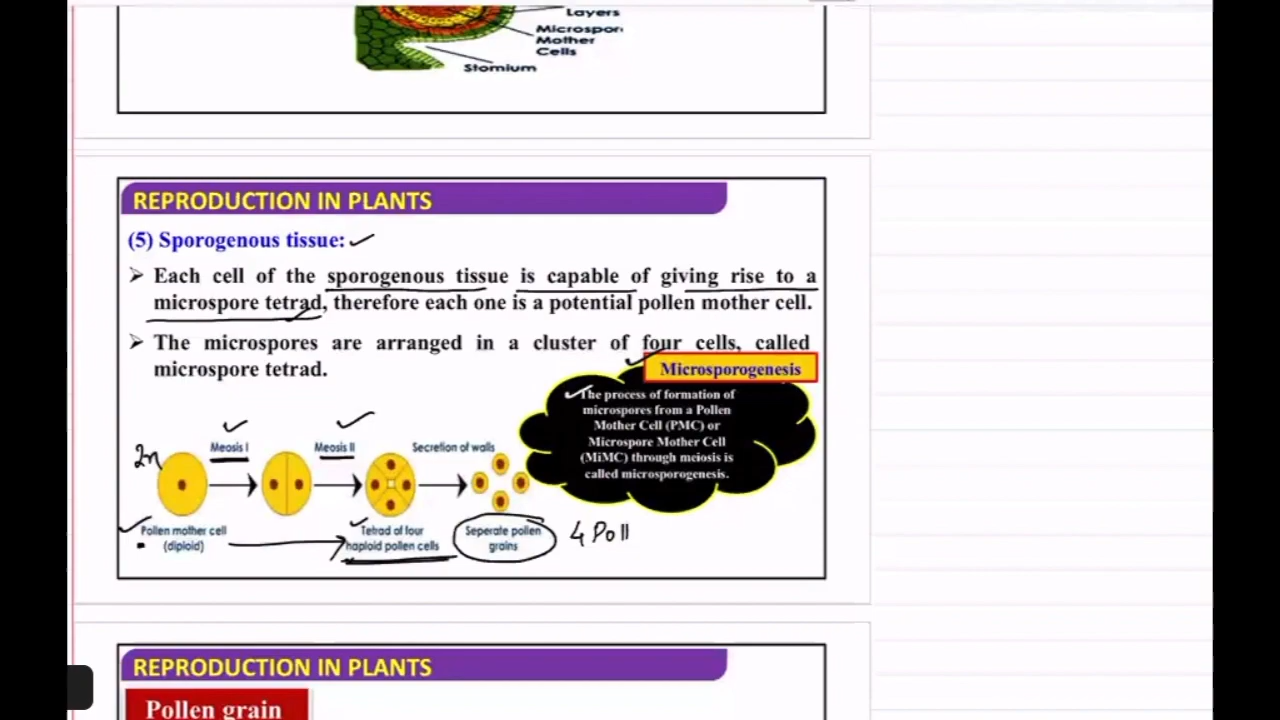 Layers
Microspor
Mother
Cells
Stomium
REPRODUCTION IN PLANTS
(5) Sporogenous tissue:
➢ Each cell of the sporogenous tissue is capable of giving rise to a
microspore tetrad, therefore each one is a potential pollen mother cell.
➢ The microspores are arranged in a cluster of four cells, called
microspore tetrad.
Microsporogenesis
The process of formation of
microspores from a Pollen
Mother Cell (PMC) or
Microspore Mother Cell
(MiMC) through meiosis is
called microsporogenesis.
2n
Meosis I
Meosis II
Secretion of walls
Pollen mother cell
(diploid)
Tetrad of four
haploid pollen cells
Seperate pollen
grains
4 Poll
REPRODUCTION IN PLANTS
Pollen grain